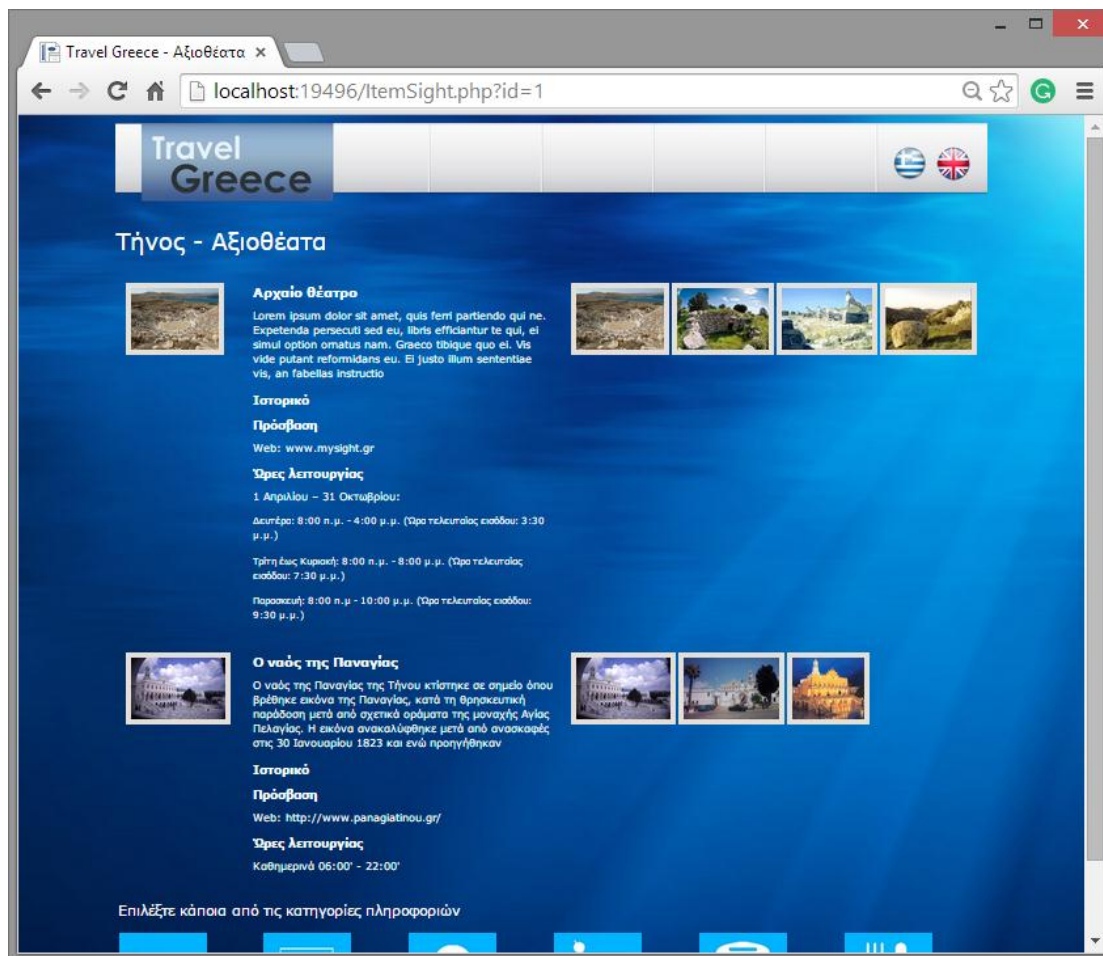 Travel Greece - Αξιοθέατα
localhost:19496/ItemSight.php?id=1
Travel
Greece
Τήνος - Αξιοθέατα
Αρχαίο θέατρο
Lorem ipsum dolor sit amet, quis ferri partiendo qui ne.
Expetenda persecuti sed eu, libris efficiantur te qui, ei
simul option ornatus nam. Graeco tibique quo ei. Vis
vide putant reformidans eu. Ei justo illum sententiae
vis, an fabellas instructio
Ιστορικό
Πρόσβαση
Web: www.mysight.gr
Ώρες λειτουργίας
1 Απριλίου – 31 Οκτωβρίου:
Δευτέρα: 8:00 π.μ. - 4:00 μ.μ. (Ώρα τελευταίας εισόδου: 3:30
μ.μ.)
Τρίτη έως Κυριακή: 8:00 π.μ. - 8:00 μ.μ. (Ώρα τελευταίας
εισόδου: 7:30 μ.μ.)
Παρασκευή: 8:00 π.μ - 10:00 μ.μ. (Ώρα τελευταίας εισόδου:
9:30 μ.μ.)
Ο ναός της Παναγίας
Ο ναός της Παναγίας της Τήνου κτίστηκε σε σημείο όπου
βρέθηκε εικόνα της Παναγίας, κατά τη θρησκευτική
παράδοση μετά από σχετικά οράματα της μοναχής Αγίας
Πελαγίας. Η εικόνα ανακαλύφθηκε μετά από ανασκαφές
στις 30 Ιανουαρίου 1823 και ενώ προηγήθηκαν
Ιστορικό
Πρόσβαση
Web: http://www.panagiatinou.gr/
Ώρες λειτουργίας
Καθημερινά 06:00' - 22:00'
Επιλέξτε κάποια από τις κατηγορίες πληροφοριών